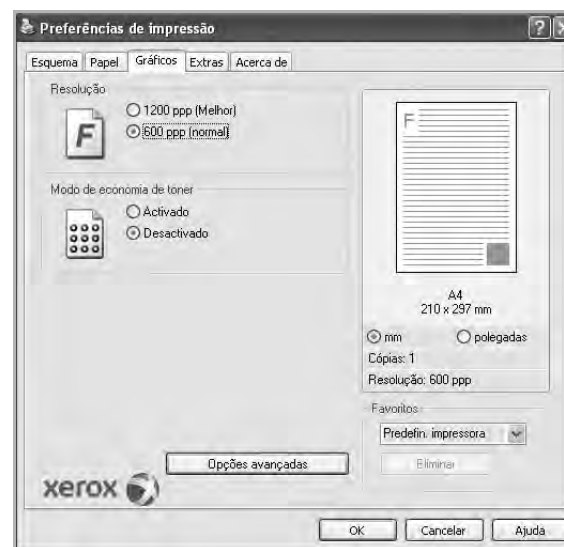 Preferências de impressão
Esquema Papel Gráficos Extras Acerca de
Resolução
1200 ppp (Melhor)
600 ppp (normal)
F
Modo de economia de toner
Activado
Desactivado
F
A4
210 x 297 mm
mm polegadas
Cópias: 1
Resolução: 600 ppp
Favoritos
Predefin. impressora
Eliminar
Opções avançadas
xerox
OK Cancelar Ajuda